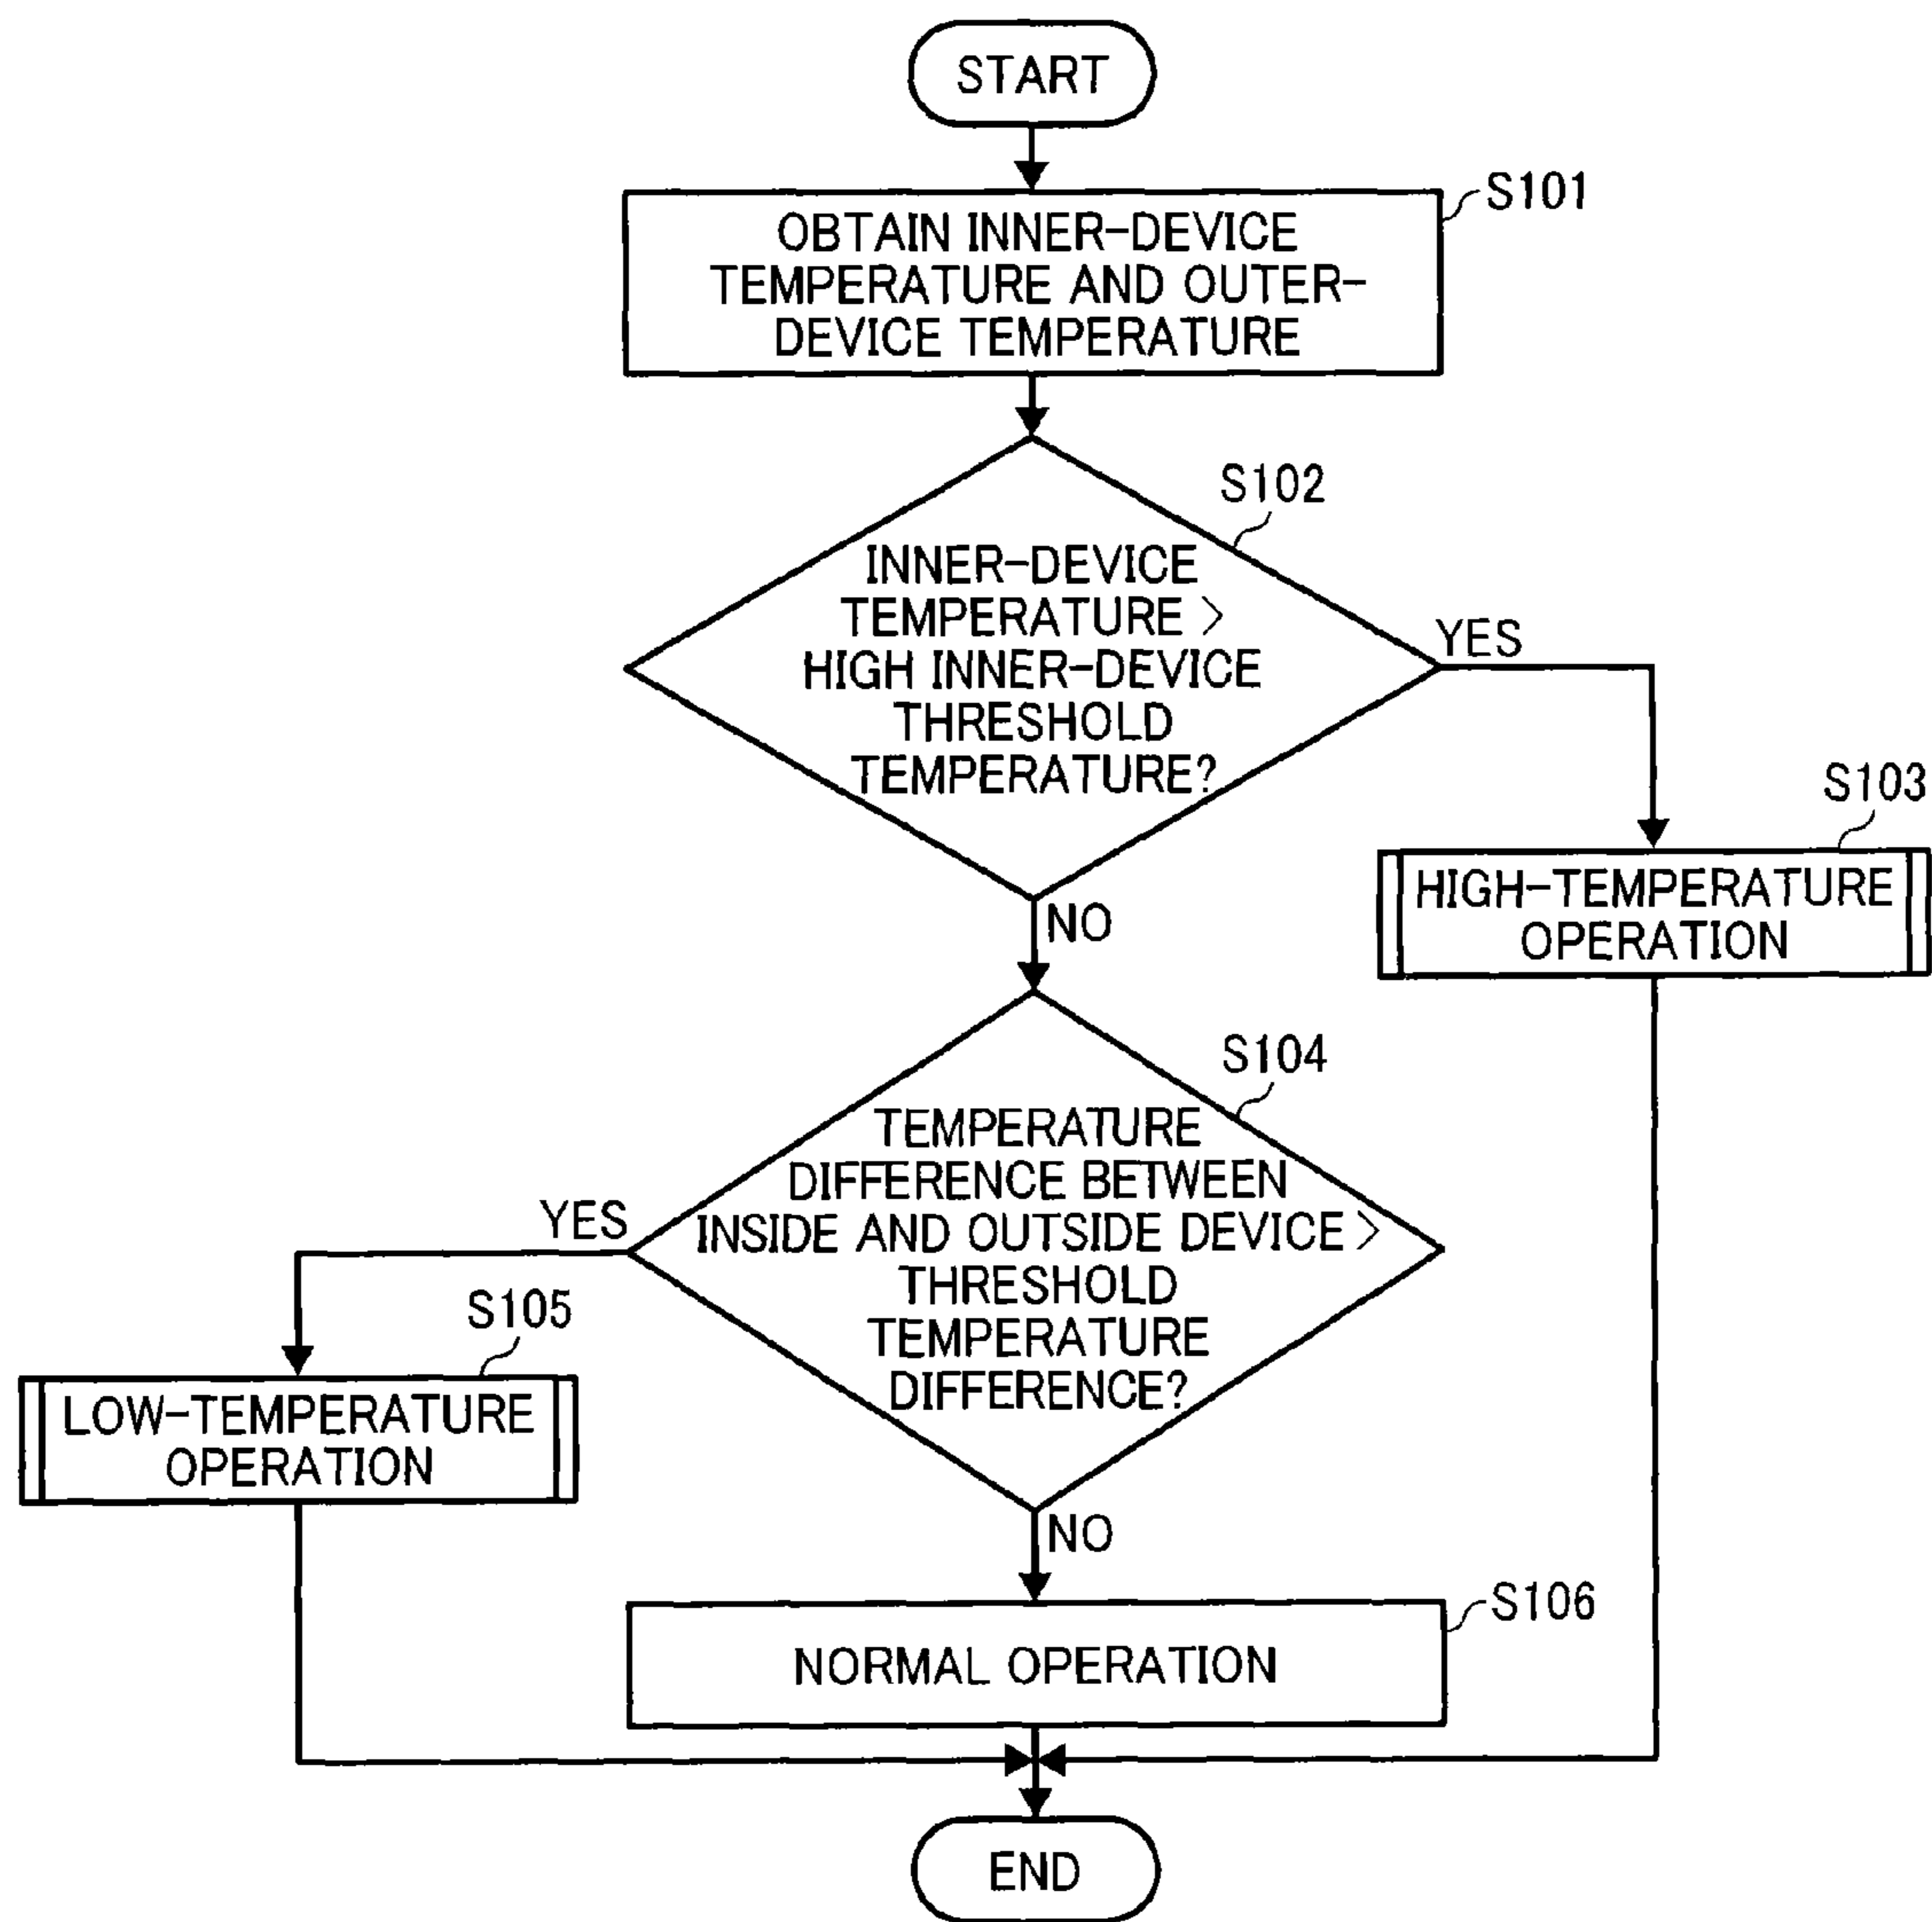 START
S101
OBTAIN INNER-DEVICE
TEMPERATURE AND OUTER-
DEVICE TEMPERATURE
S102
INNER-DEVICE
TEMPERATURE >
HIGH INNER-DEVICE
THRESHOLD
TEMPERATURE?
YES
S103
HIGH-TEMPERATURE
OPERATION
NO
S104
TEMPERATURE
DIFFERENCE BETWEEN
INSIDE AND OUTSIDE DEVICE >
THRESHOLD
TEMPERATURE
DIFFERENCE?
YES
S105
LOW-TEMPERATURE
OPERATION
NO
S106
NORMAL OPERATION
END